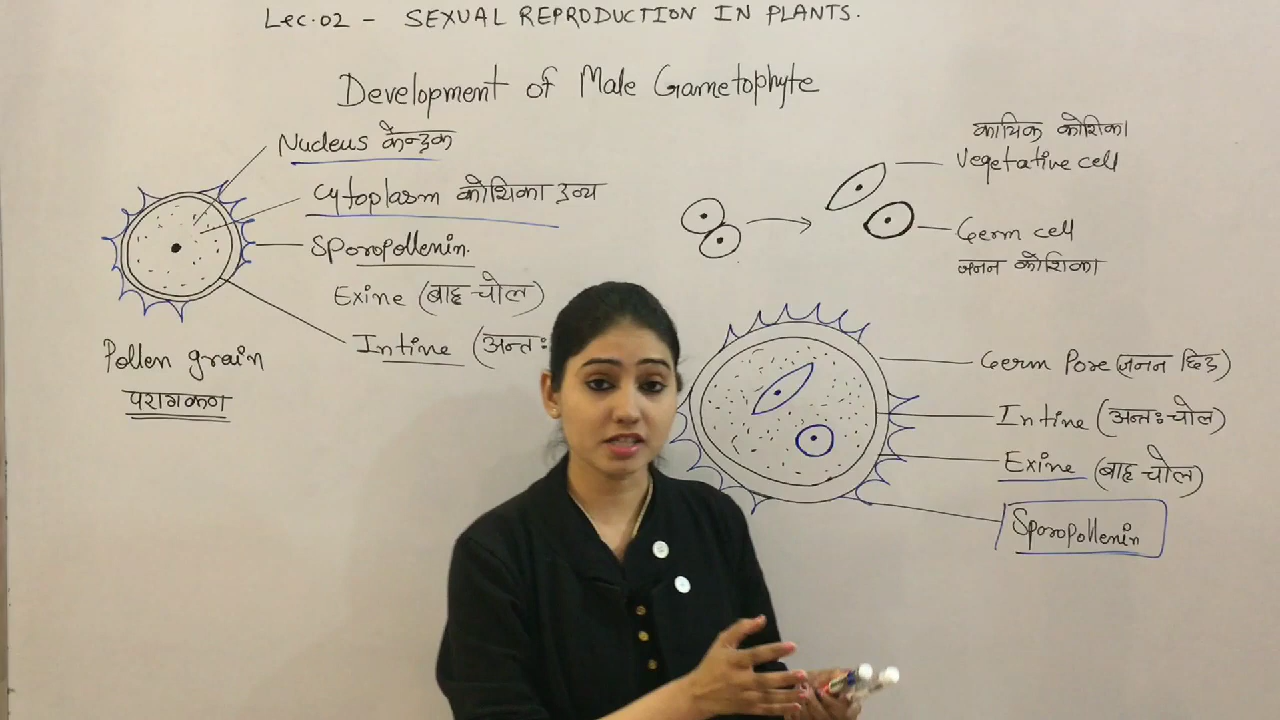 Lec.02 - SEXUAL REPRODUCTION IN PLANTS.
Development of Male Gametophyte
Nucleus केन्द्रक
Cytoplasm कोशिका द्रव्य
Sporopollenin.
Exine (बाह्य चोल)
Intine (अन्तः
Pollen grain
परागकण
कायिक कोशिका
Vegetative cell
Germ cell
जनन कोशिका
Germ Pore (जनन छिद्र)
Intine (अन्तः चोल)
Exine (बाह्य चोल)
Sporopollenin